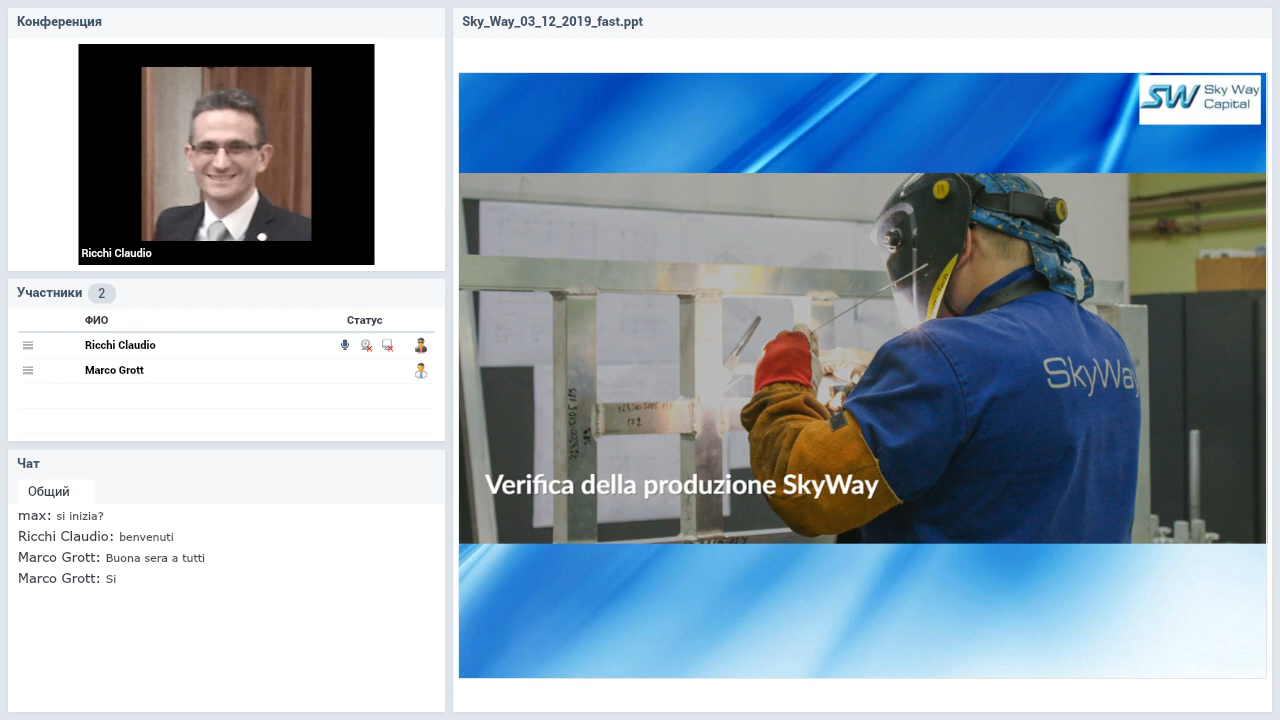 Конференция
Ricchi Claudio
Участники 2
ФИО Статус
Ricchi Claudio
Marco Grott
Чат
Общий
max: si inizia?
Ricchi Claudio: benvenuti
Marco Grott: Buona sera a tutti
Marco Grott: Si
Sky_Way_03_12_2019_fast.ppt
SW Sky Way
Capital
SkyWay
Verifica della produzione SkyWay